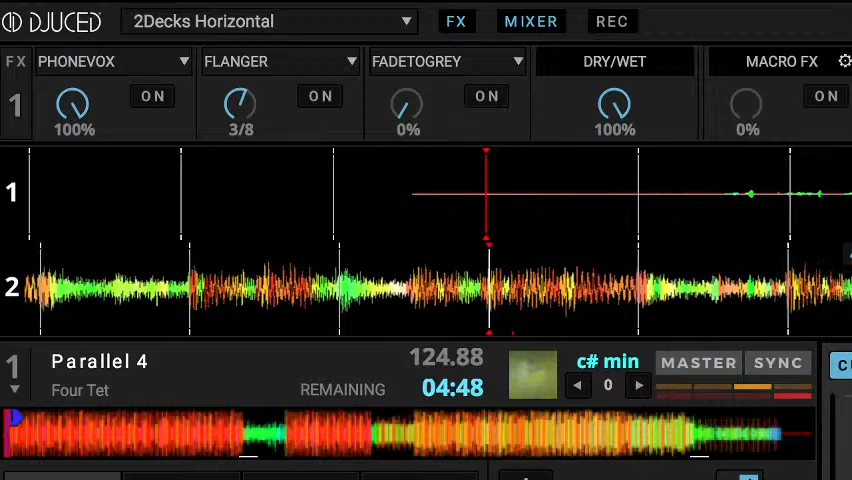 DJUCED 2Decks Horizontal FX MIXER REC
FX PHONEVOX FLANGER FADETOGREY DRY/WET MACRO FX
1 ON ON ON ON
100% 3/8 0% 100% 0%
1
2
1 Parallel 4 124.88 c# min MASTER SYNC
Four Tet REMAINING 04:48 0